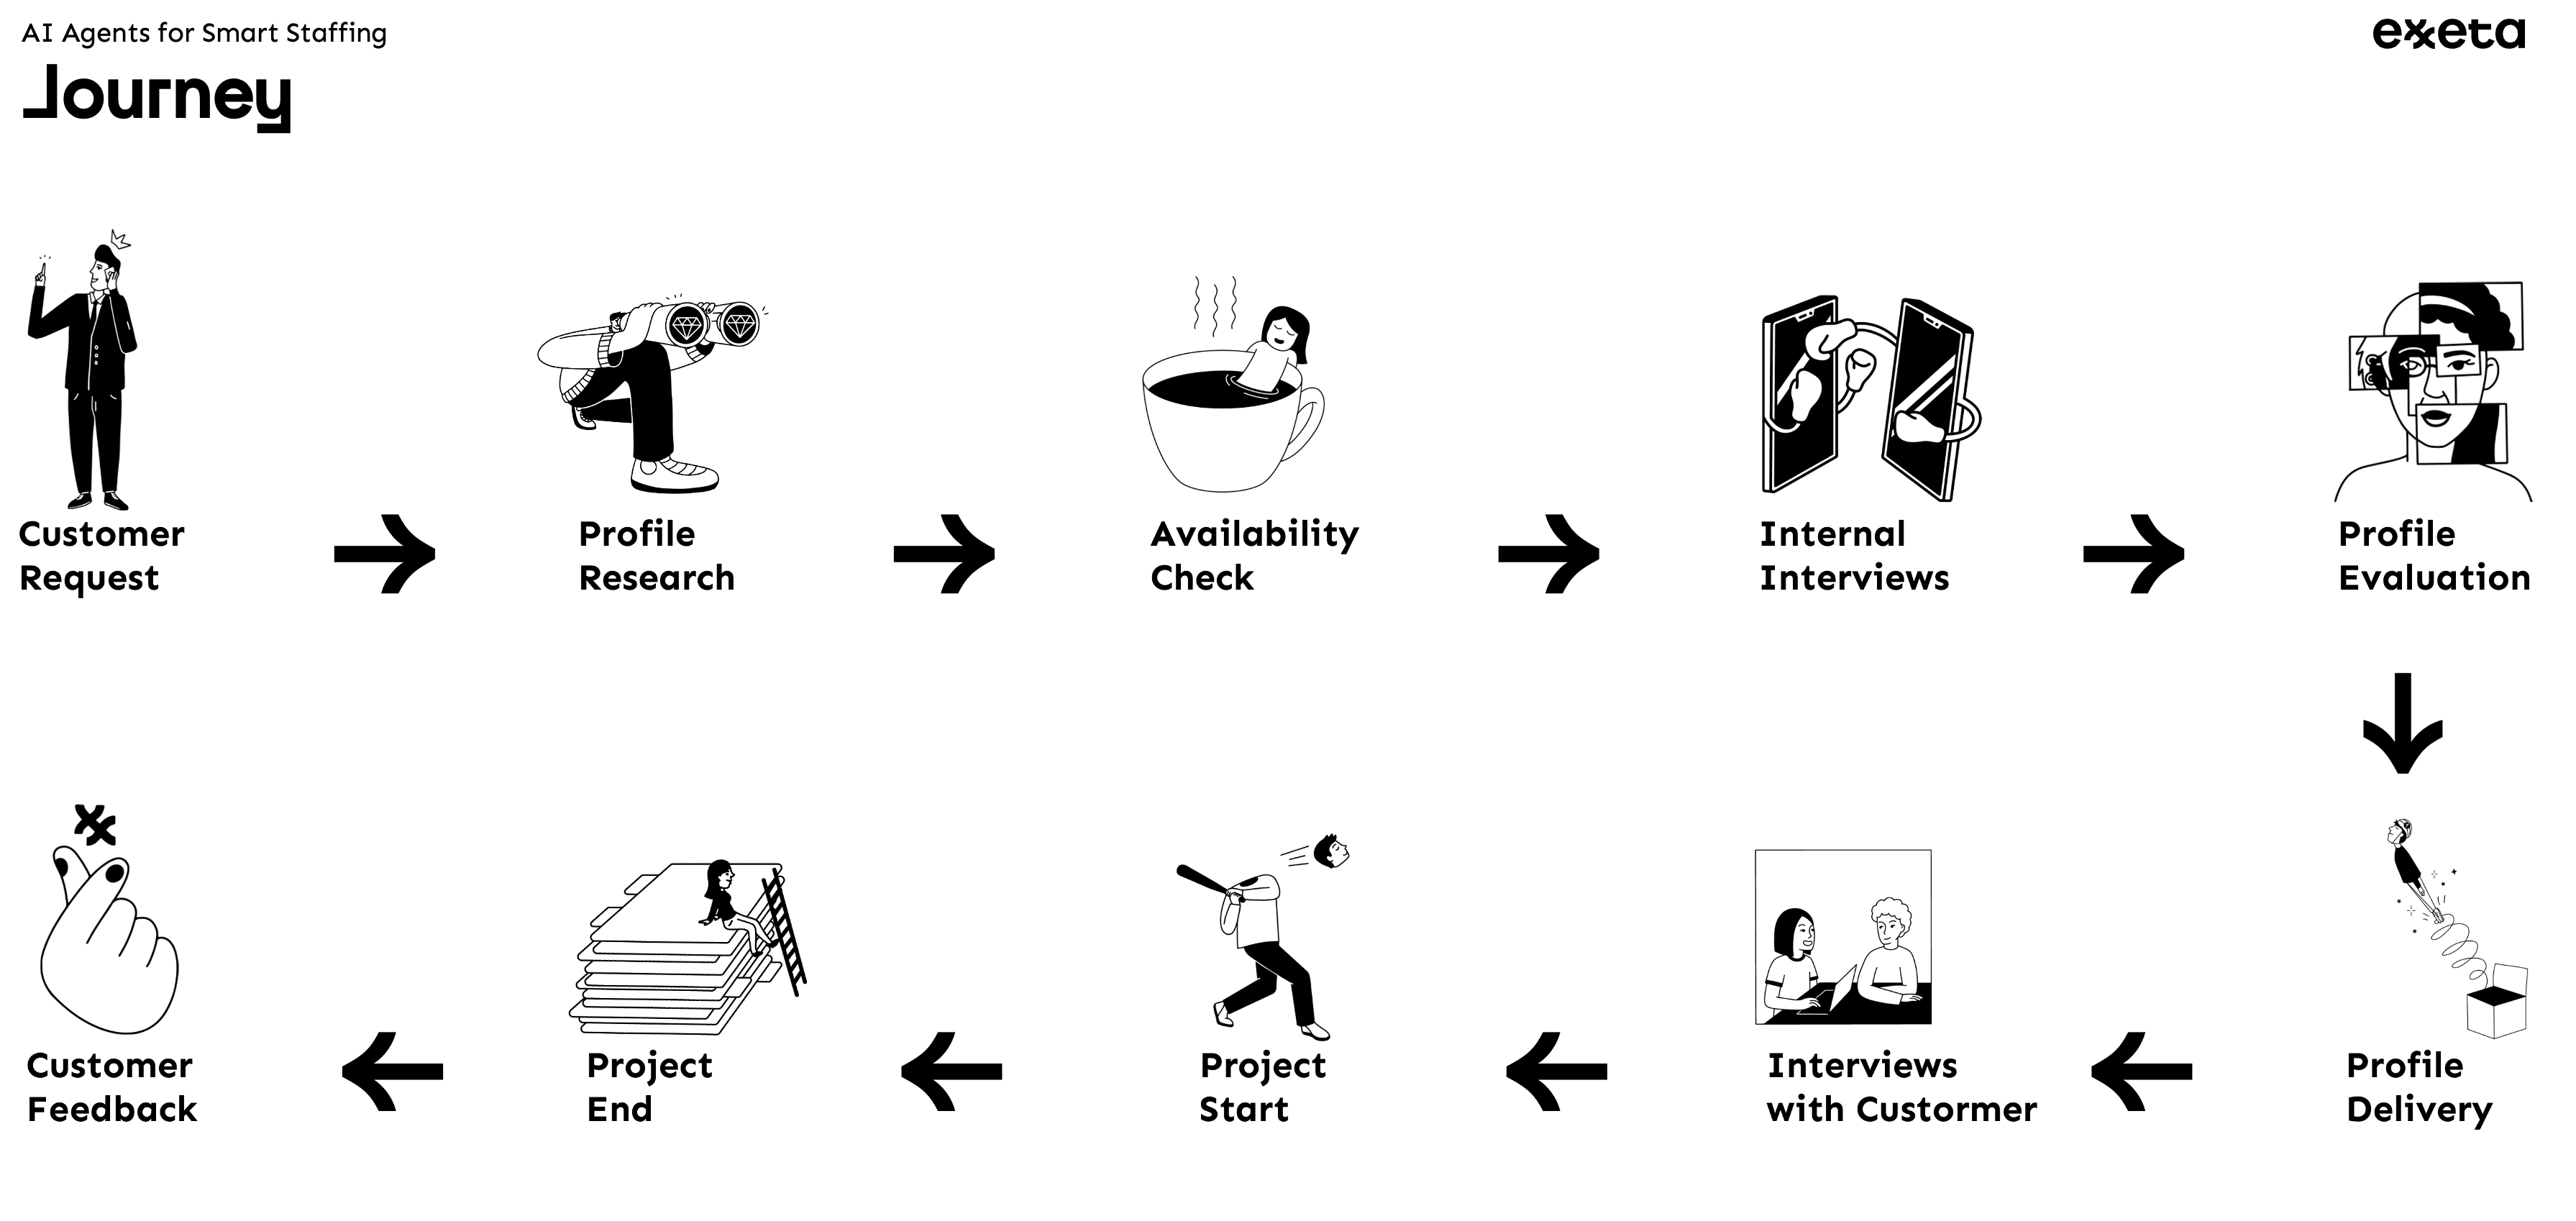 AI Agents for Smart Staffing
exxeta
Journey
Customer
Request
Profile
Research
Availability
Check
Internal
Interviews
Profile
Evaluation
Customer
Feedback
Project
End
Project
Start
Interviews
with Custormer
Profile
Delivery